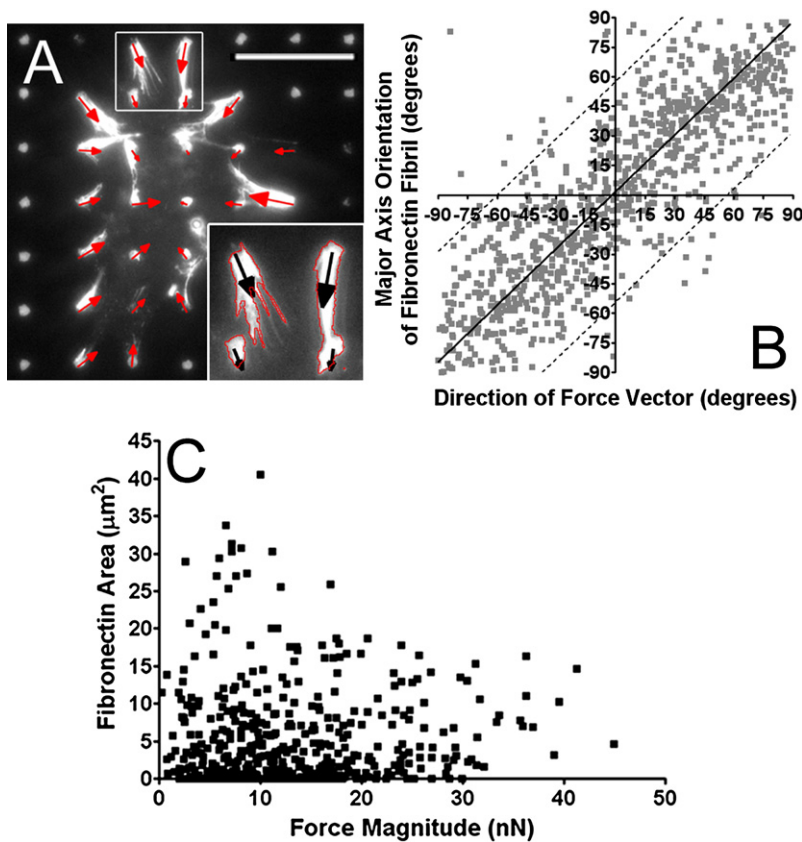 A
90
75
60
45
30
15
-90 -75 -60 -45 -30 -15 15 30 45 60 75 90
-15
-30
-45
-60
-75
-90
Major Axis Orientation
of Fibronectin Fibril (degrees)
Direction of Force Vector (degrees)
B
C
45
40
35
30
25
20
15
10
5
0
0 10 20 30 40 50
Fibronectin Area (μm²)
Force Magnitude (nN)